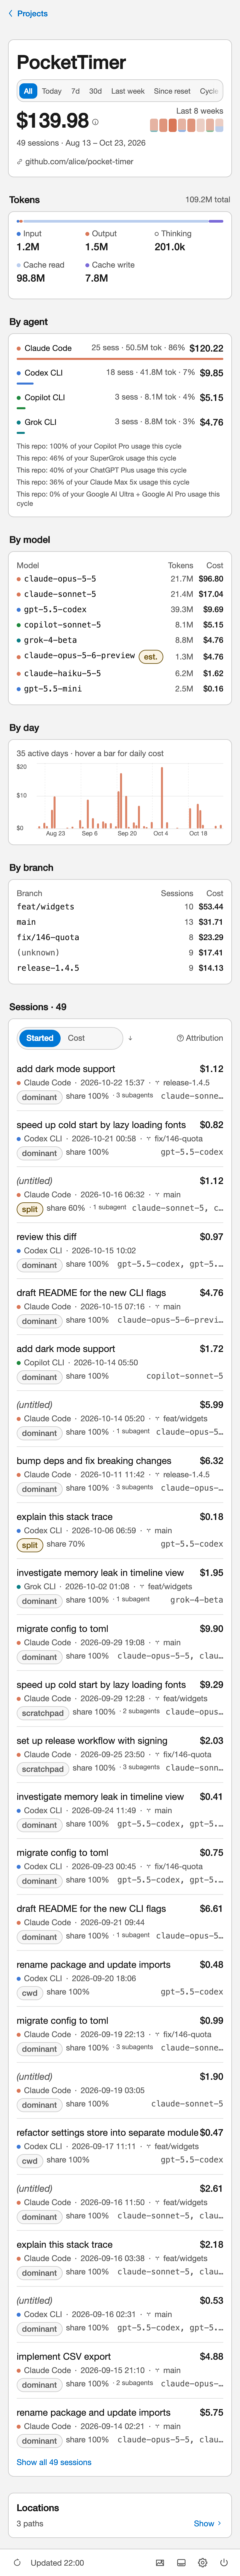 Projects
PocketTimer
All Today 7d 30d Last week Since reset Cycle
$139.98
Last 8 weeks
49 sessions · Aug 13 – Oct 23, 2026
github.com/alice/pocket-timer
Tokens 109.2M total
Input Output Thinking
1.2M 1.5M 201.0k
Cache read Cache write
98.8M 7.8M
By agent
Claude Code 25 sess · 50.5M tok · 86% $120.22
Codex CLI 18 sess · 41.8M tok · 7% $9.85
Copilot CLI 3 sess · 8.1M tok · 4% $5.15
Grok CLI 3 sess · 8.8M tok · 3% $4.76
This repo: 100% of your Copilot Pro usage this cycle
This repo: 46% of your SuperGrok usage this cycle
This repo: 40% of your ChatGPT Plus usage this cycle
This repo: 36% of your Claude Max 5x usage this cycle
This repo: 0% of your Google AI Ultra + Google AI Pro usage this
cycle
By model
Model Tokens Cost
claude-opus-5-5 21.7M $96.80
claude-sonnet-5 21.4M $17.04
gpt-5.5-codex 39.3M $9.69
copilot-sonnet-5 8.1M $5.15
grok-4-beta 8.8M $4.76
claude-opus-5-6-preview est. 1.3M $4.76
claude-haiku-5-5 6.2M $1.62
gpt-5.5-mini 2.5M $0.16
By day
35 active days · hover a bar for daily cost
$20
$10
$0
Aug 23 Sep 6 Sep 20 Oct 4 Oct 18
By branch
Branch Sessions Cost
feat/widgets 10 $53.44
main 13 $31.71
fix/146-quota 8 $23.29
(unknown) 9 $17.41
release-1.4.5 9 $14.13
Sessions · 49
Started Cost ↓ Attribution
add dark mode support $1.12
Claude Code · 2026-10-22 15:37 · release-1.4.5
dominant share 100% · 3 subagents claude-sonne…
speed up cold start by lazy loading fonts $0.82
Codex CLI · 2026-10-21 00:58 · fix/146-quota
dominant share 100% gpt-5.5-codex
(untitled) $1.12
Claude Code · 2026-10-16 06:32 · main
split share 60% · 1 subagent claude-sonnet-5, c…
review this diff $0.97
Codex CLI · 2026-10-15 10:02
dominant share 100% gpt-5.5-codex, gpt-5.…
draft README for the new CLI flags $4.76
Claude Code · 2026-10-15 07:16 · main
dominant share 100% claude-opus-5-6-previ…
add dark mode support $1.72
Copilot CLI · 2026-10-14 05:50
dominant share 100% copilot-sonnet-5
(untitled) $5.99
Claude Code · 2026-10-14 05:20 · feat/widgets
dominant share 100% · 1 subagent claude-opus-5…
bump deps and fix breaking changes $6.32
Claude Code · 2026-10-11 11:42 · release-1.4.5
dominant share 100% · 3 subagents claude-opus-…
explain this stack trace $0.18
Codex CLI · 2026-10-06 06:59 · main
split share 70% gpt-5.5-codex
investigate memory leak in timeline view $1.95
Grok CLI · 2026-10-02 01:08 · feat/widgets
dominant share 100% · 1 subagent grok-4-beta
migrate config to toml $9.90
Claude Code · 2026-09-29 19:08 · main
dominant share 100% claude-opus-5-5, clau…
speed up cold start by lazy loading fonts $9.29
Claude Code · 2026-09-29 12:28 · feat/widgets
scratchpad share 100% · 2 subagents claude-opus…
set up release workflow with signing $2.03
Claude Code · 2026-09-25 23:50 · fix/146-quota
scratchpad share 100% · 3 subagents claude-sonn…
investigate memory leak in timeline view $0.41
Codex CLI · 2026-09-24 11:49 · main
dominant share 100% gpt-5.5-codex, gpt-5.…
migrate config to toml $0.75
Codex CLI · 2026-09-23 00:45 · fix/146-quota
dominant share 100% gpt-5.5-codex, gpt-5.…
draft README for the new CLI flags $6.61
Claude Code · 2026-09-21 09:44
dominant share 100% · 1 subagent claude-opus-5…
rename package and update imports $0.48
Codex CLI · 2026-09-20 18:06
cwd share 100% gpt-5.5-codex
migrate config to toml $0.99
Claude Code · 2026-09-19 22:13 · fix/146-quota
dominant share 100% · 3 subagents claude-sonne…
(untitled) $1.90
Claude Code · 2026-09-19 03:05
dominant share 100% claude-sonnet-5
refactor settings store into separate module $0.47
Codex CLI · 2026-09-17 11:11 · feat/widgets
cwd share 100% gpt-5.5-codex
(untitled) $2.61
Claude Code · 2026-09-16 11:50 · feat/widgets
dominant share 100% claude-sonnet-5, clau…
explain this stack trace $2.18
Claude Code · 2026-09-16 03:38 · feat/widgets
dominant share 100% claude-sonnet-5, clau…
(untitled) $0.53
Codex CLI · 2026-09-16 02:31 · main
dominant share 100% gpt-5.5-codex, gpt-5.…
implement CSV export $4.88
Claude Code · 2026-09-15 21:10 · main
dominant share 100% · 2 subagents claude-opus-…
rename package and update imports $5.75
Claude Code · 2026-09-14 02:21 · main
dominant share 100% claude-opus-5-5, clau…
Show all 49 sessions
Locations
3 paths Show
Updated 22:00